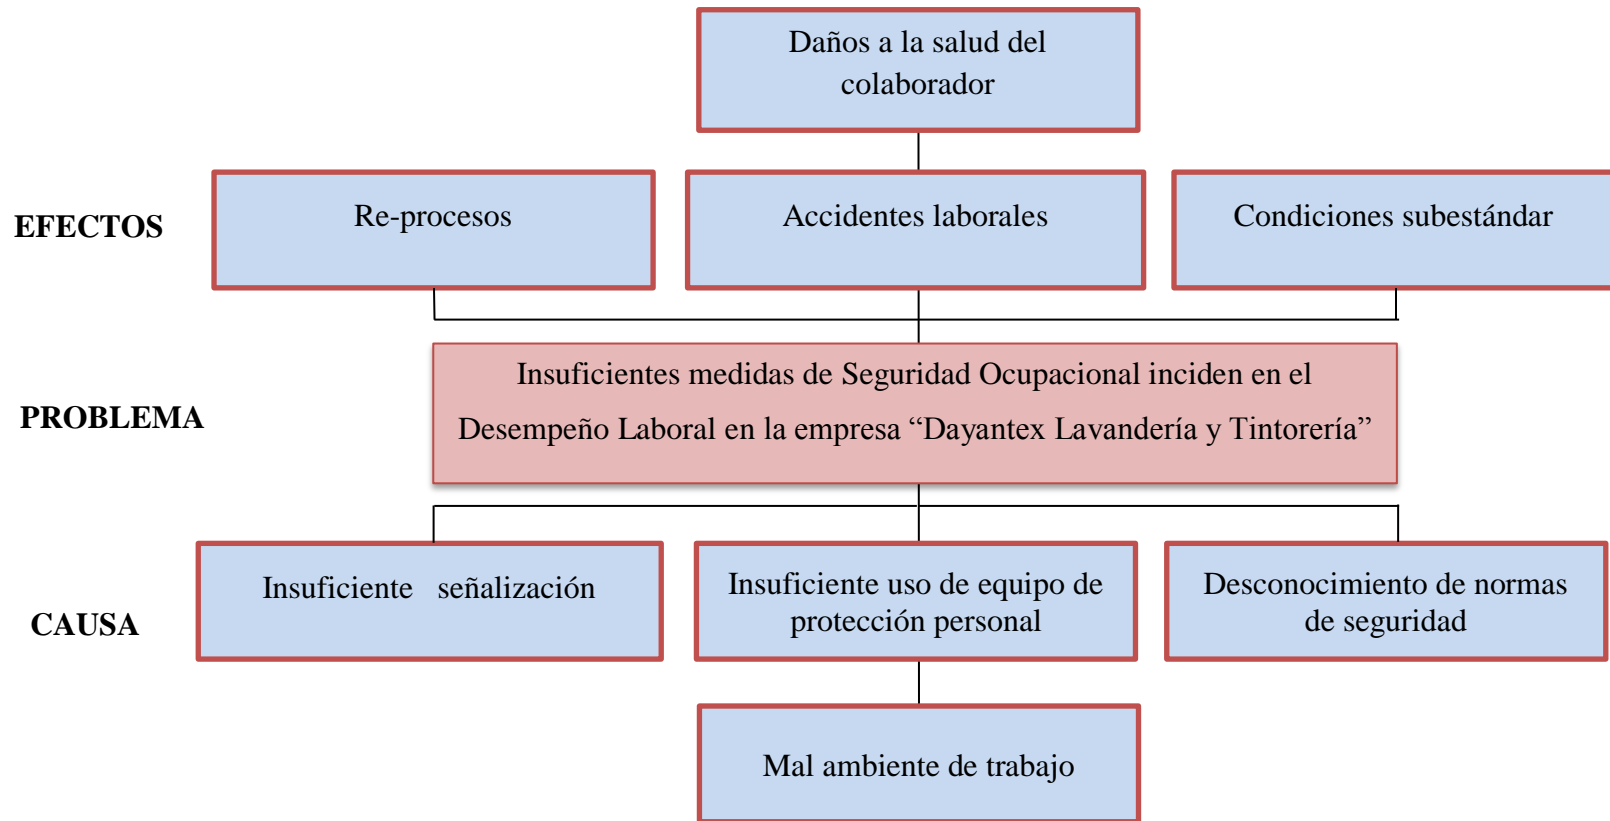 Daños a la salud del
colaborador
EFECTOS
Re-procesos
Accidentes laborales
Condiciones subestándar
PROBLEMA
Insuficientes medidas de Seguridad Ocupacional inciden en el
Desempeño Laboral en la empresa “Dayantex Lavandería y Tintorería”
CAUSA
Insuficiente señalización
Insuficiente uso de equipo de
protección personal
Desconocimiento de normas
de seguridad
Mal ambiente de trabajo